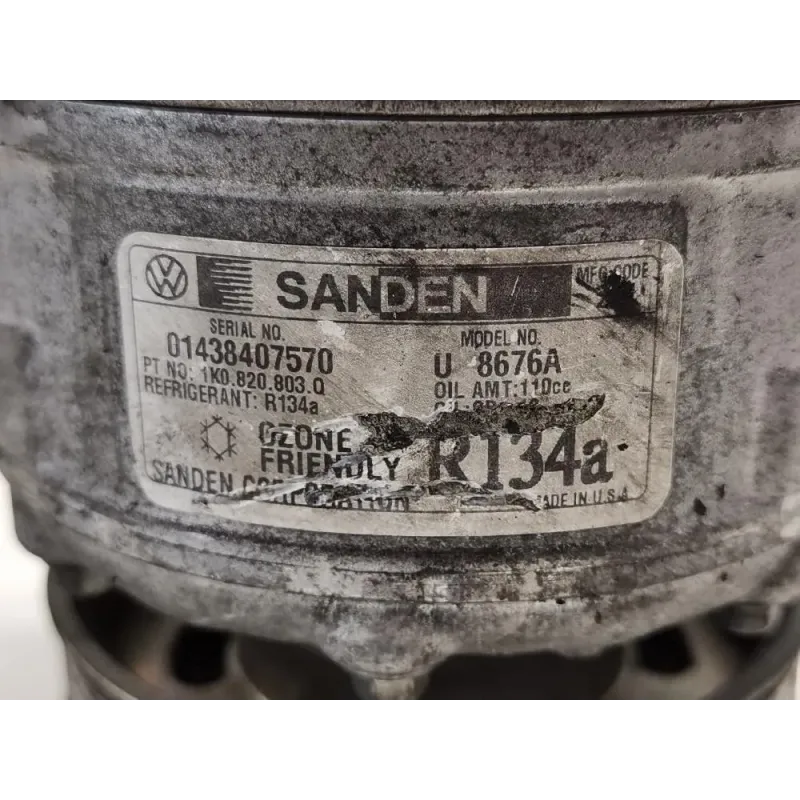 SANDEN
MFG CODE
SERIAL NO.
01438407570
PT NO: 1K0.820.803.Q
REFRIGERANT: R134a
MODEL NO.
U 8676A
OIL AMT:110cc
OZONE
FRIENDLY
R134a
SANDEN
MADE IN U.S.A